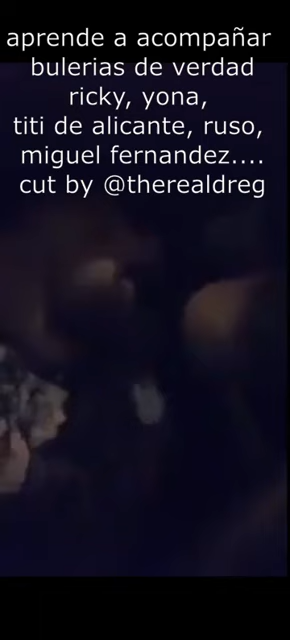 aprende a acompañar
bulerias de verdad
ricky, yona,
titi de alicante, ruso,
miguel fernandez....
cut by @therealdreg